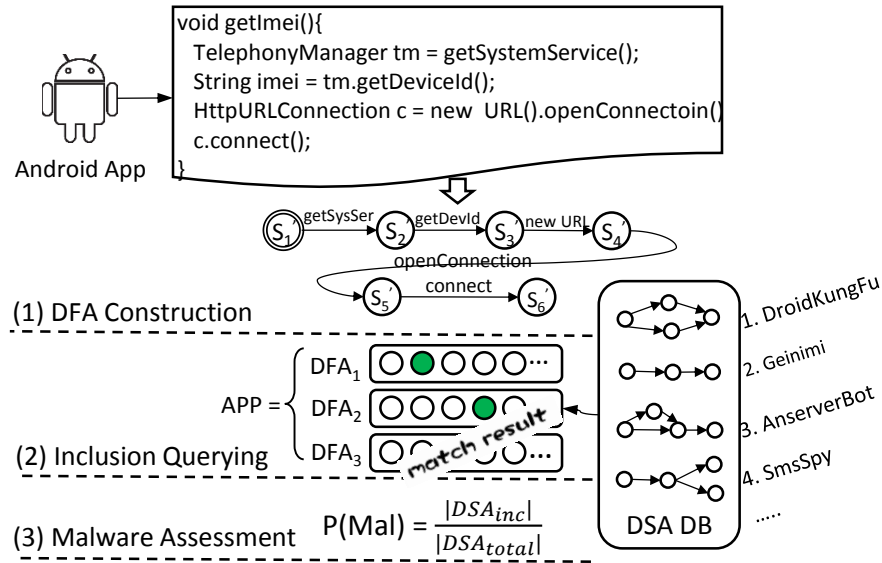 void getImei(){
TelephonyManager tm = getSystemService();
String imei = tm.getDeviceId();
HttpURLConnection c = new URL().openConnectoin()
c.connect();
}
Android App
S1' getSysSer S2' getDevId S3' new URL S4'
openConnection
S5' connect S6'
(1) DFA Construction
1. DroidKungFu
2. Geinimi
3. AnserverBot
4. SmsSpy
.....
DSA DB
APP =
DFA1 ...
DFA2
DFA3 ...
match result
(2) Inclusion Querying
(3) Malware Assessment P(Mal) = |DSAinc| / |DSAtotal|